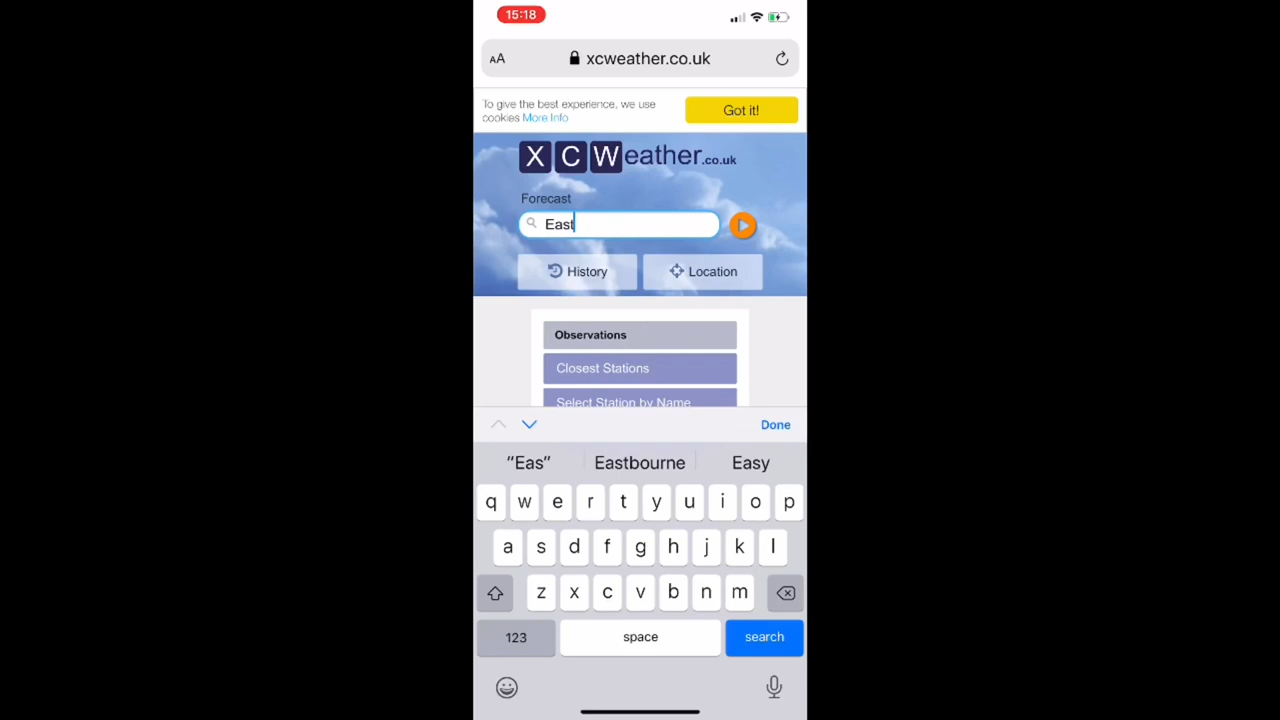 15:18
AA xcweather.co.uk
To give the best experience, we use
cookies More Info
Got it!
X C Weather.co.uk
Forecast
East
History Location
Observations
Closest Stations
Select Station by Name
Done
“Eas” Eastbourne Easy
q w e r t y u i o p
a s d f g h j k l
z x c v b n m
123 space search